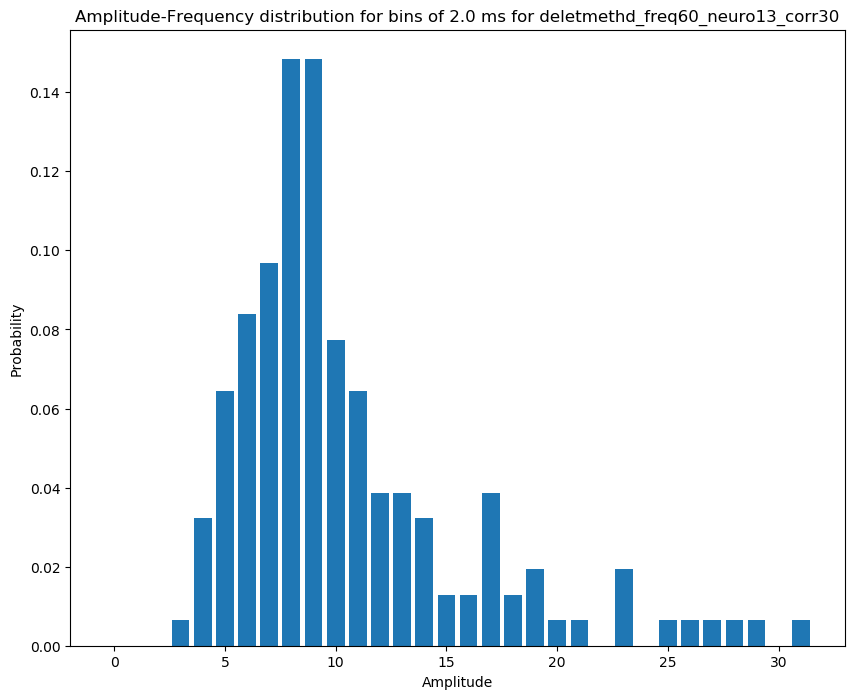 Amplitude-Frequency distribution for bins of 2.0 ms for deletmethd_freq60_neuro13_corr30
0.14
0.12
0.10
0.08
0.06
0.04
0.02
0.00
Probability
0 5 10 15 20 25 30
Amplitude